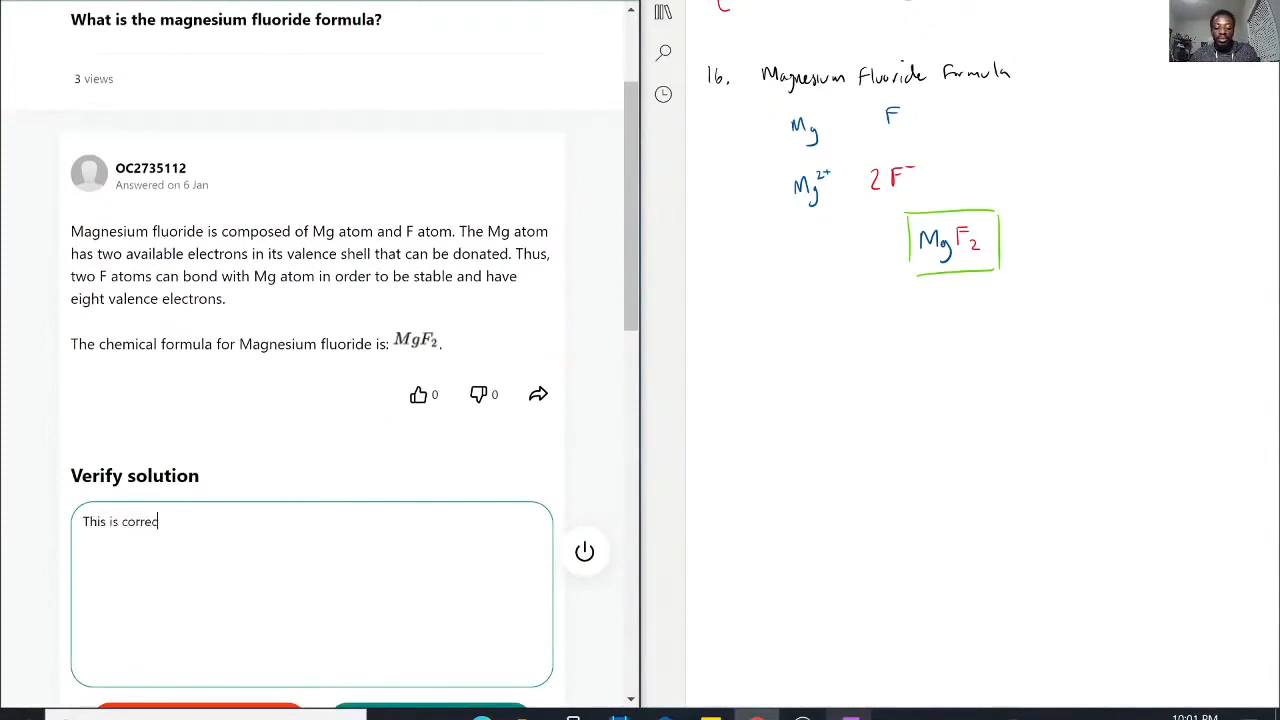 What is the magnesium fluoride formula?
3 views
OC2735112
Answered on 6 Jan
Magnesium fluoride is composed of Mg atom and F atom. The Mg atom
has two available electrons in its valence shell that can be donated. Thus,
two F atoms can bond with Mg atom in order to be stable and have
eight valence electrons.
The chemical formula for Magnesium fluoride is: MgF₂.
0
0
Verify solution
This is correc
16. Magnesium Fluoride Formula
Mg F
Mg²⁺ 2 F⁻
MgF₂
10:01 PM